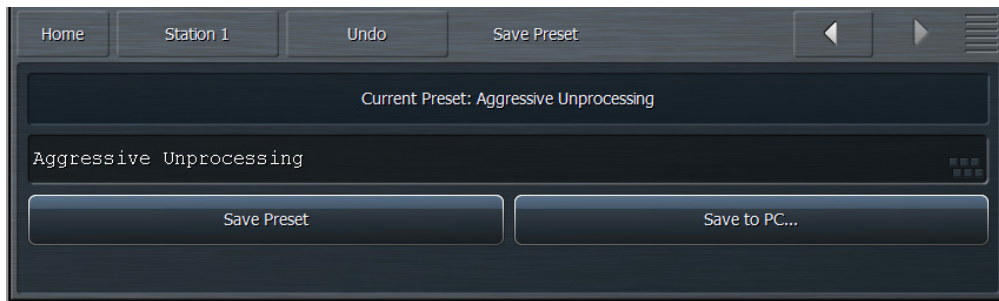 Home Station 1 Undo Save Preset
Current Preset: Aggressive Unprocessing
Aggressive Unprocessing
Save Preset Save to PC...